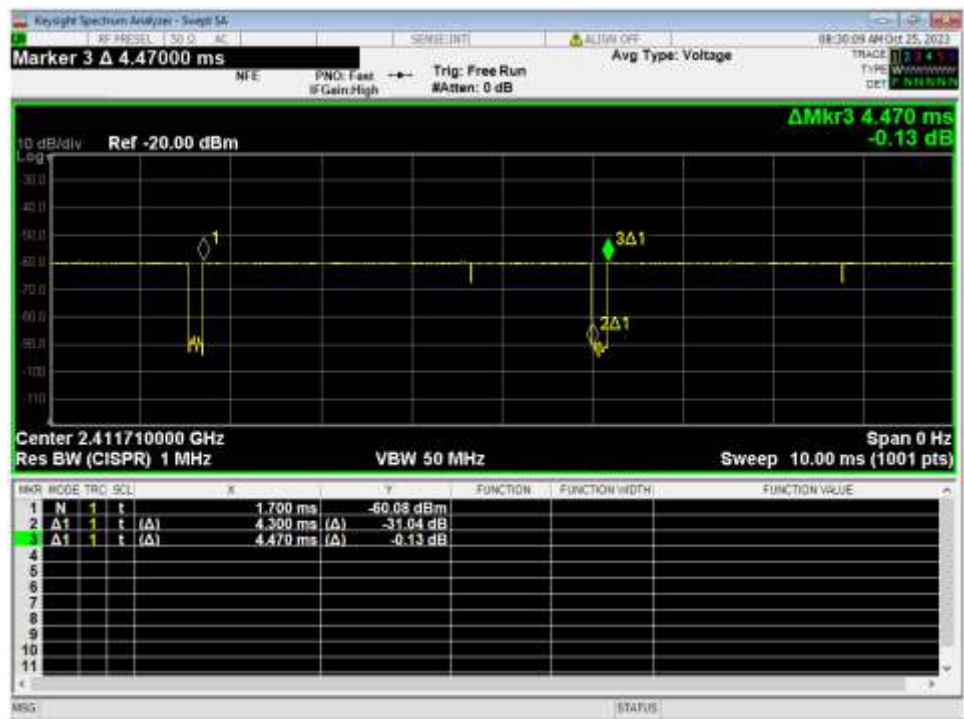 Keysight Spectrum Analyzer - Swept SA
RF PRESEL 50 Ω AC SENSE:INT ALIGN OFF 08:30:09 AM Oct 25, 2023
Marker 3 Δ 4.47000 ms
Avg Type: Voltage
TRACE 1 2 3 4 5 6
NFE PNO: Fast Trig: Free Run
TYPE
IFGain:High #Atten: 0 dB
DET P N N N N N
ΔMkr3 4.470 ms
-0.13 dB
10 dB/div Ref -20.00 dBm
Log
-30.0
-40.0
-50.0
-60.0
-70.0
-80.0
-90.0
-100
-110
1
3Δ1
2Δ1
Center 2.411710000 GHz Span 0 Hz
Res BW (CISPR) 1 MHz VBW 50 MHz Sweep 10.00 ms (1001 pts)
MKR MODE TRC SCL X Y FUNCTION FUNCTION WIDTH FUNCTION VALUE
1 N 1 t 1.700 ms -60.08 dBm
2 Δ1 1 t (Δ) 4.300 ms (Δ) -31.04 dB
3 Δ1 1 t (Δ) 4.470 ms (Δ) -0.13 dB
4
5
6
7
8
9
10
11
MSG STATUS